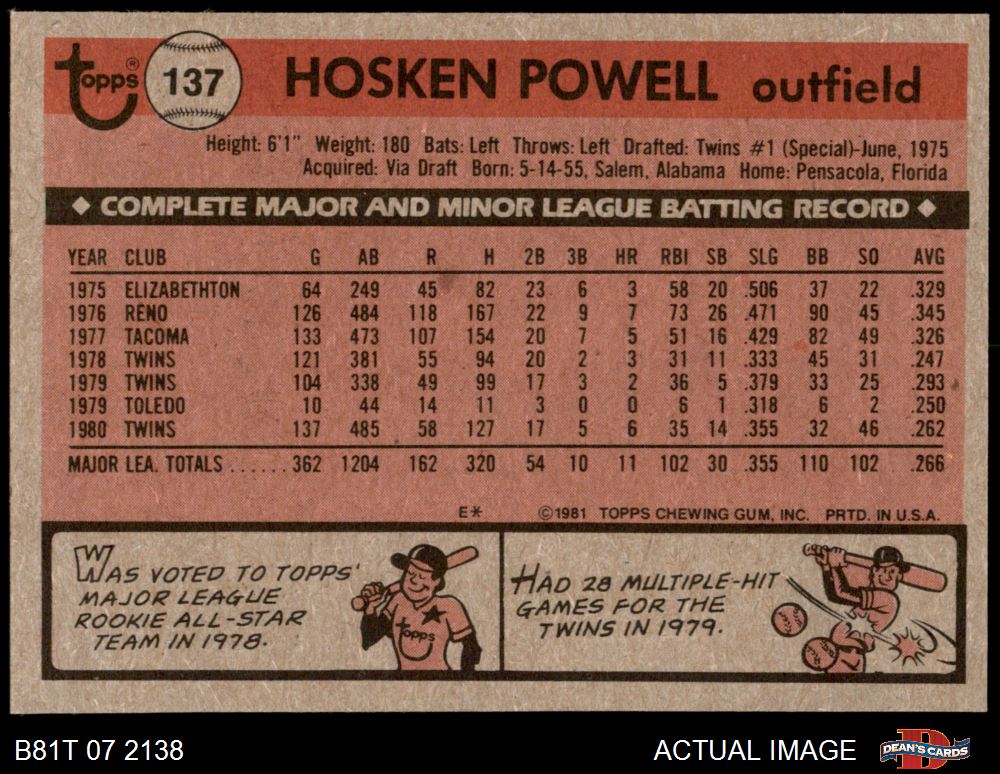 topps® 137 HOSKEN POWELL outfield
Height: 6'1" Weight: 180 Bats: Left Throws: Left Drafted: Twins #1 (Special)-June, 1975
Acquired: Via Draft Born: 5-14-55, Salem, Alabama Home: Pensacola, Florida
◆ COMPLETE MAJOR AND MINOR LEAGUE BATTING RECORD ◆
YEAR CLUB G AB R H 2B 3B HR RBI SB SLG BB SO AVG
1975 ELIZABETHTON 64 249 45 82 23 6 3 58 20 .506 37 22 .329
1976 RENO 126 484 118 167 22 9 7 73 26 .471 90 45 .345
1977 TACOMA 133 473 107 154 20 7 5 51 16 .429 82 49 .326
1978 TWINS 121 381 55 94 20 2 3 31 11 .333 45 31 .247
1979 TWINS 104 338 49 99 17 3 2 36 5 .379 33 25 .293
1979 TOLEDO 10 44 14 11 3 0 0 6 1 .318 6 2 .250
1980 TWINS 137 485 58 127 17 5 6 35 14 .355 32 46 .262
MAJOR LEA. TOTALS ...... 362 1204 162 320 54 10 11 102 30 .355 110 102 .266
E* ©1981 TOPPS CHEWING GUM, INC. PRTD. IN U.S.A.
WAS VOTED TO TOPPS'
MAJOR LEAGUE
ROOKIE ALL-STAR
TEAM IN 1978.
topps
HAD 28 MULTIPLE-HIT
GAMES FOR THE
TWINS IN 1979.
B81T 07 2138 ACTUAL IMAGE DEAN'S CARDS